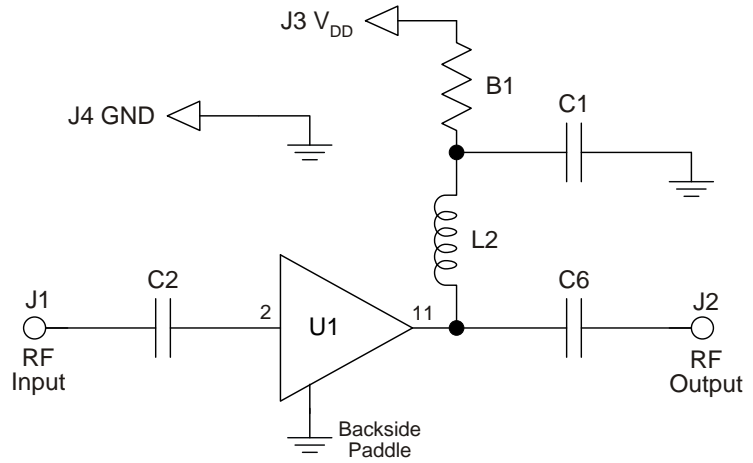 J3 V_DD
B1
C1
J4 GND
L2
C2
C6
J1
2
U1
11
J2
RF
Input
RF
Output
Backside
Paddle